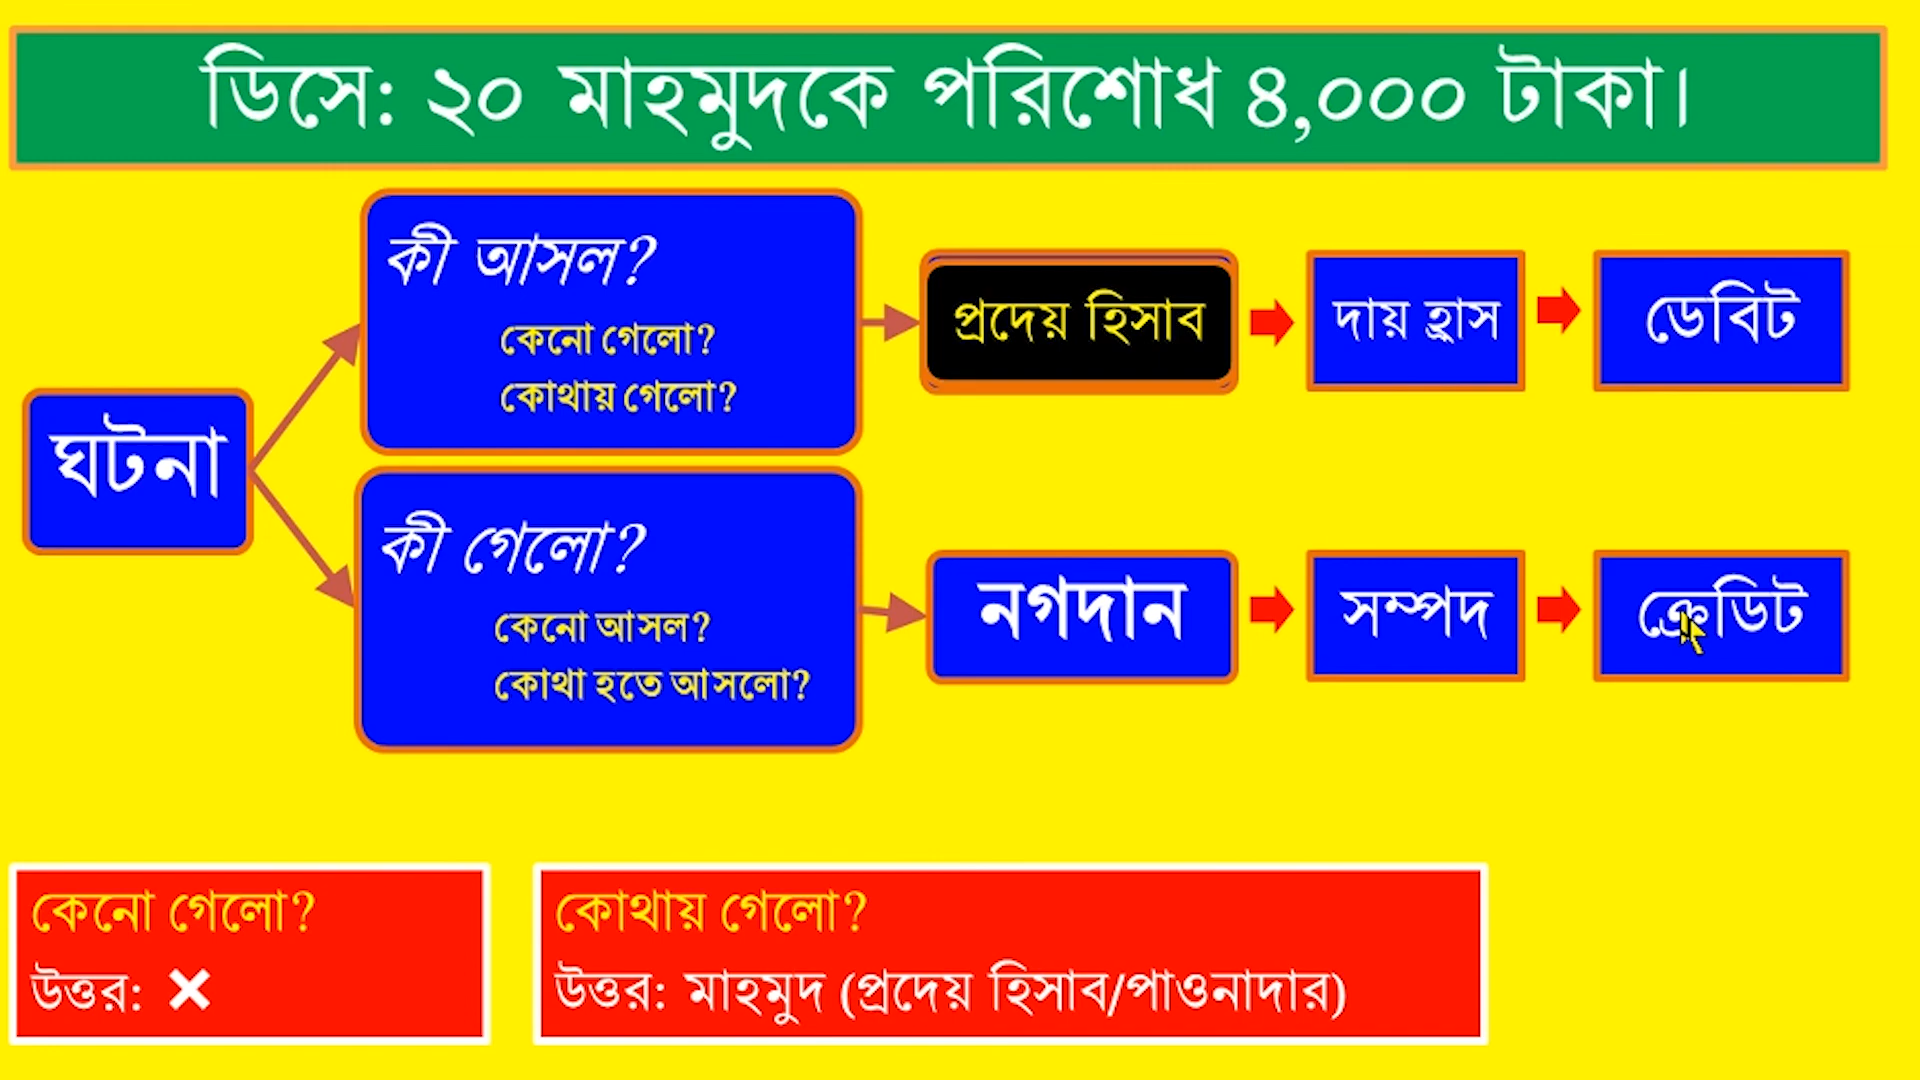 ডিসে: ২০ মাহমুদকে পরিশোধ ৪,০০০ টাকা।
ঘটনা
কী আসল?
কেনো গেলো?
কোথায় গেলো?
প্রদেয় হিসাব
দায় হ্রাস
ডেবিট
কী গেলো?
কেনো আসল?
কোথা হতে আসলো?
নগদান
সম্পদ
ক্রেডিট
কেনো গেলো?
উত্তর: ❌
কোথায় গেলো?
উত্তর: মাহমুদ (প্রদেয় হিসাব/পাওনাদার)